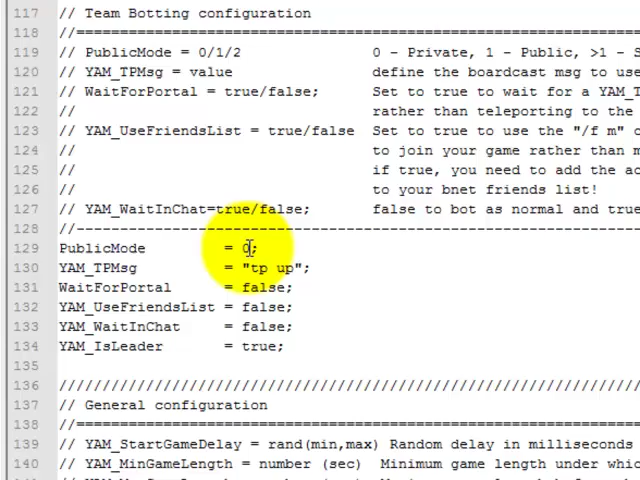 117 // Team Botting configuration
118 //=====================================================================
119 // PublicMode = 0/1/2 0 - Private, 1 - Public, >1 - S
120 // YAM_TPMsg = value define the boardcast msg to use
121 // WaitForPortal = true/false; Set to true to wait for a YAM_T
122 // rather than teleporting to the
123 // YAM_UseFriendsList = true/false Set to true to use the "/f m" c
124 // to join your game rather than m
125 // if true, you need to add the ac
126 // to your bnet friends list!
127 // YAM_WaitInChat=true/false; false to bot as normal and true
128 //---------------------------------------------------------------------
129 PublicMode = 0;
130 YAM_TPMsg = "tp up";
131 WaitForPortal = false;
132 YAM_UseFriendsList = false;
133 YAM_WaitInChat = false;
134 YAM_IsLeader = true;
135
136 ///////////////////////////////////////////////////////////////////////
137 // General configuration
138 //=====================================================================
139 // YAM_StartGameDelay = rand(min,max) Random delay in milliseconds
140 // YAM_MinGameLength = number (sec) Minimum game length under which